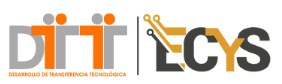 DTT
DESARROLLO DE TRANSFERENCIA TECNOLÓGICA
ECYS